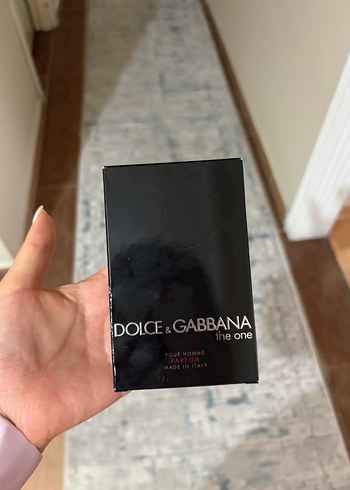 DOLCE & GABBANA
the one
POUR HOMME
PARFUM
MADE IN ITALY